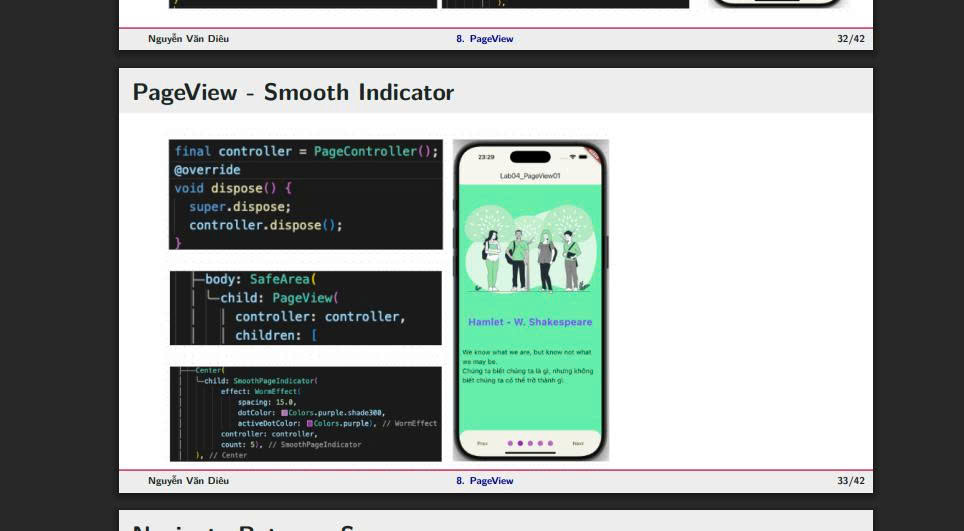 ),
Nguyễn Văn Diêu 8. PageView 32/42
PageView - Smooth Indicator
final controller = PageController();
@override
void dispose() {
super.dispose;
controller.dispose();
}
body: SafeArea(
child: PageView(
controller: controller,
children: [
Center(
child: SmoothPageIndicator(
effect: WormEffect(
spacing: 15.0,
dotColor: Colors.purple.shade300,
activeDotColor: Colors.purple), // WormEffect
controller: controller,
count: 5), // SmoothPageIndicator
), // Center
23:29
Lab04_PageView01
Hamlet - W. Shakespeare
We know what we are, but know not what
we may be.
Chúng ta biết chúng ta là gì, nhưng không
biết chúng ta có thể trở thành gì.
Prev Next
Nguyễn Văn Diêu 8. PageView 33/42